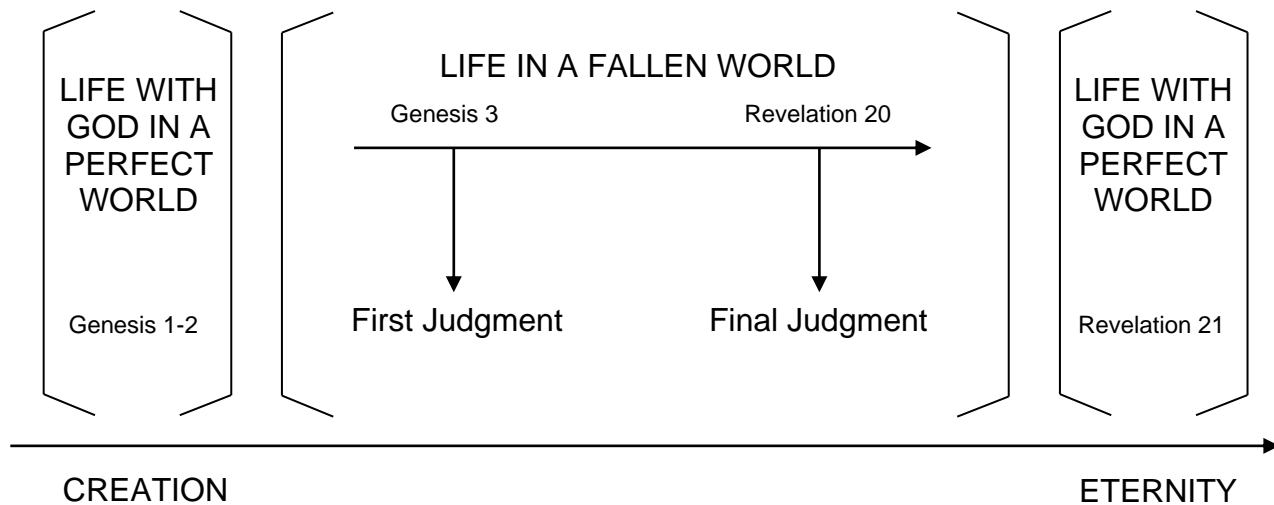 LIFE WITH
GOD IN A
PERFECT
WORLD
Genesis 1-2
LIFE IN A FALLEN WORLD
Genesis 3
Revelation 20
First Judgment
Final Judgment
LIFE WITH
GOD IN A
PERFECT
WORLD
Revelation 21
CREATION
ETERNITY